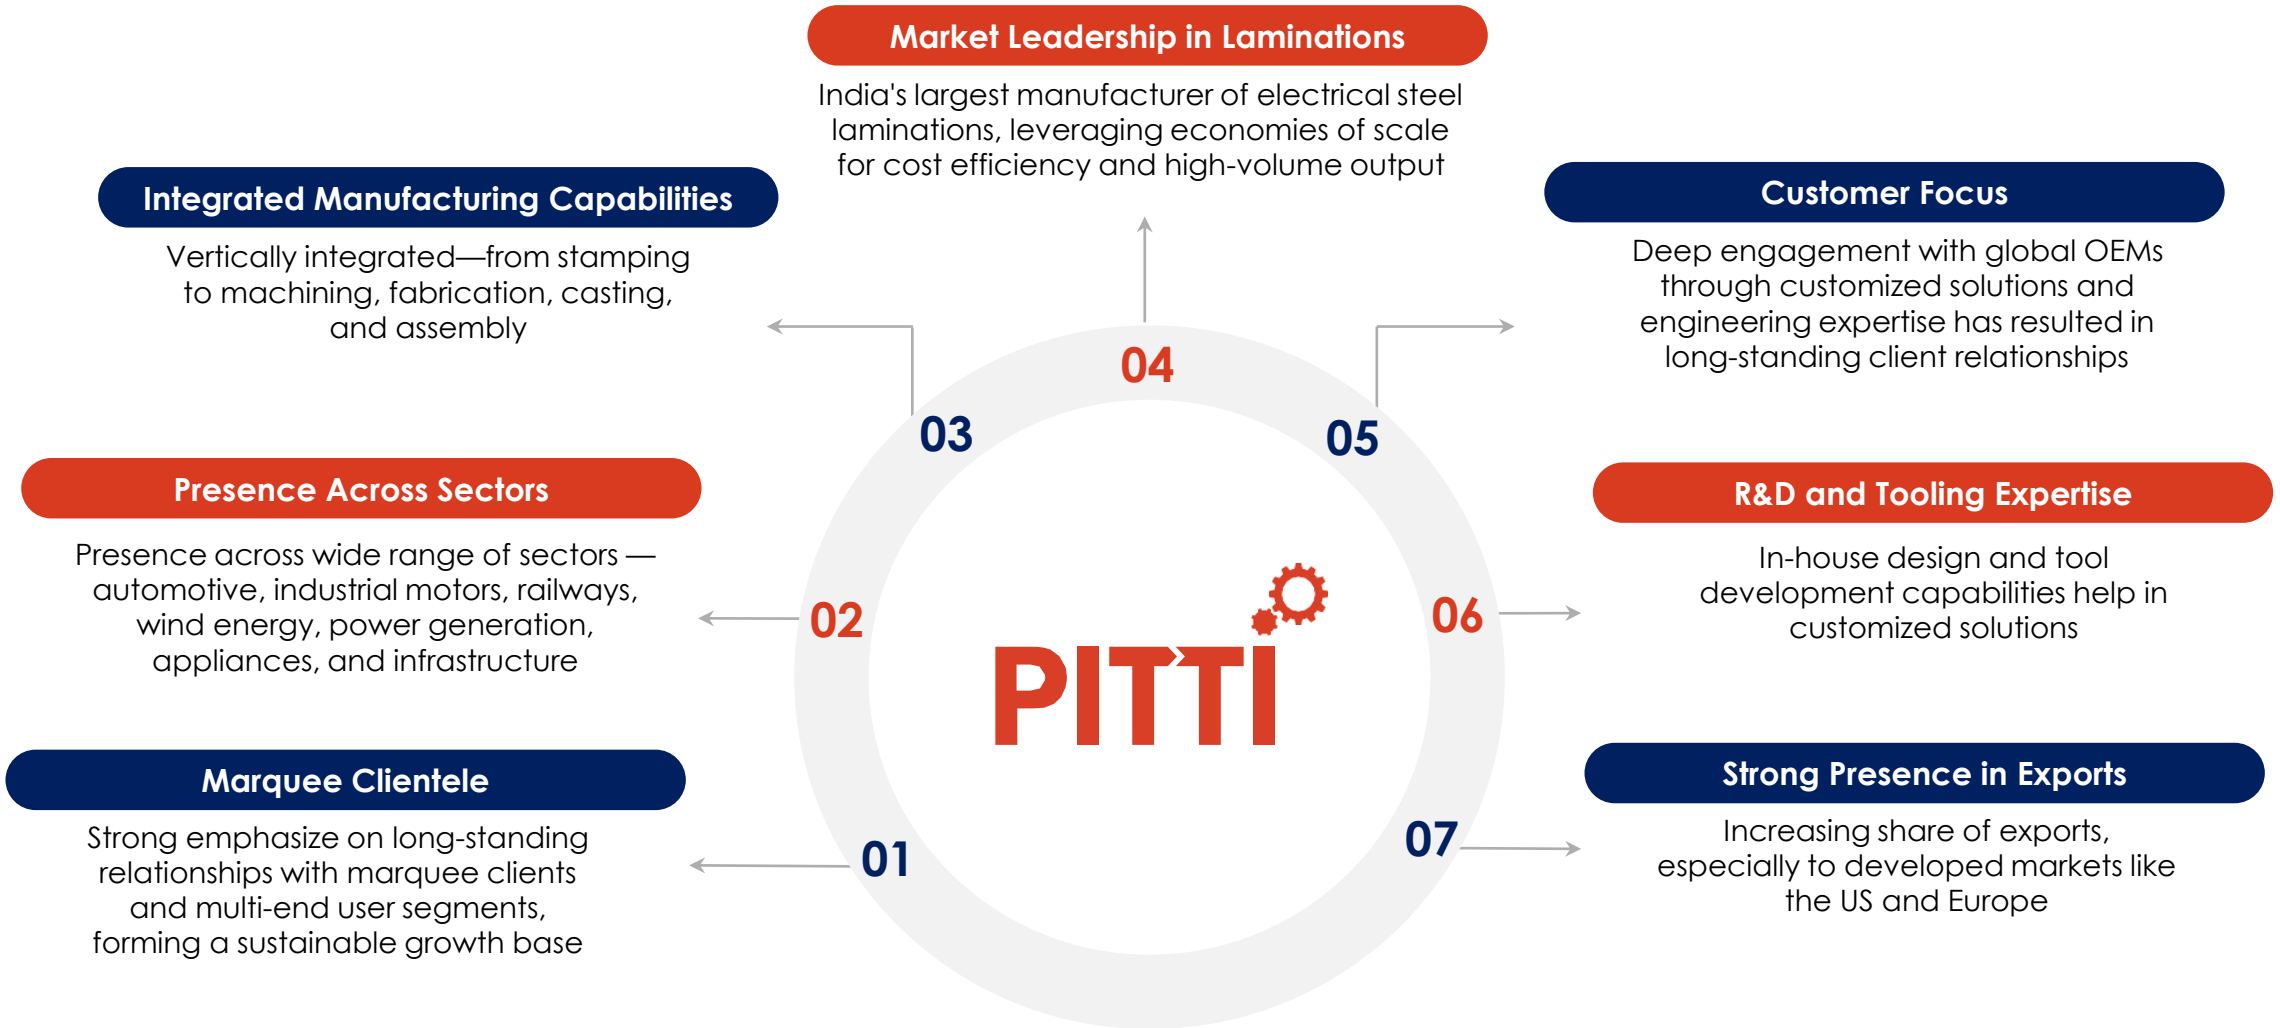 Market Leadership in Laminations
India's largest manufacturer of electrical steel
laminations, leveraging economies of scale
for cost efficiency and high-volume output
Integrated Manufacturing Capabilities
Vertically integrated—from stamping
to machining, fabrication, casting,
and assembly
Customer Focus
Deep engagement with global OEMs
through customized solutions and
engineering expertise has resulted in
long-standing client relationships
04
03
05
Presence Across Sectors
Presence across wide range of sectors —
automotive, industrial motors, railways,
wind energy, power generation,
appliances, and infrastructure
R&D and Tooling Expertise
In-house design and tool
development capabilities help in
customized solutions
02
06
PITTI
Marquee Clientele
Strong emphasize on long-standing
relationships with marquee clients
and multi-end user segments,
forming a sustainable growth base
Strong Presence in Exports
Increasing share of exports,
especially to developed markets like
the US and Europe
01
07